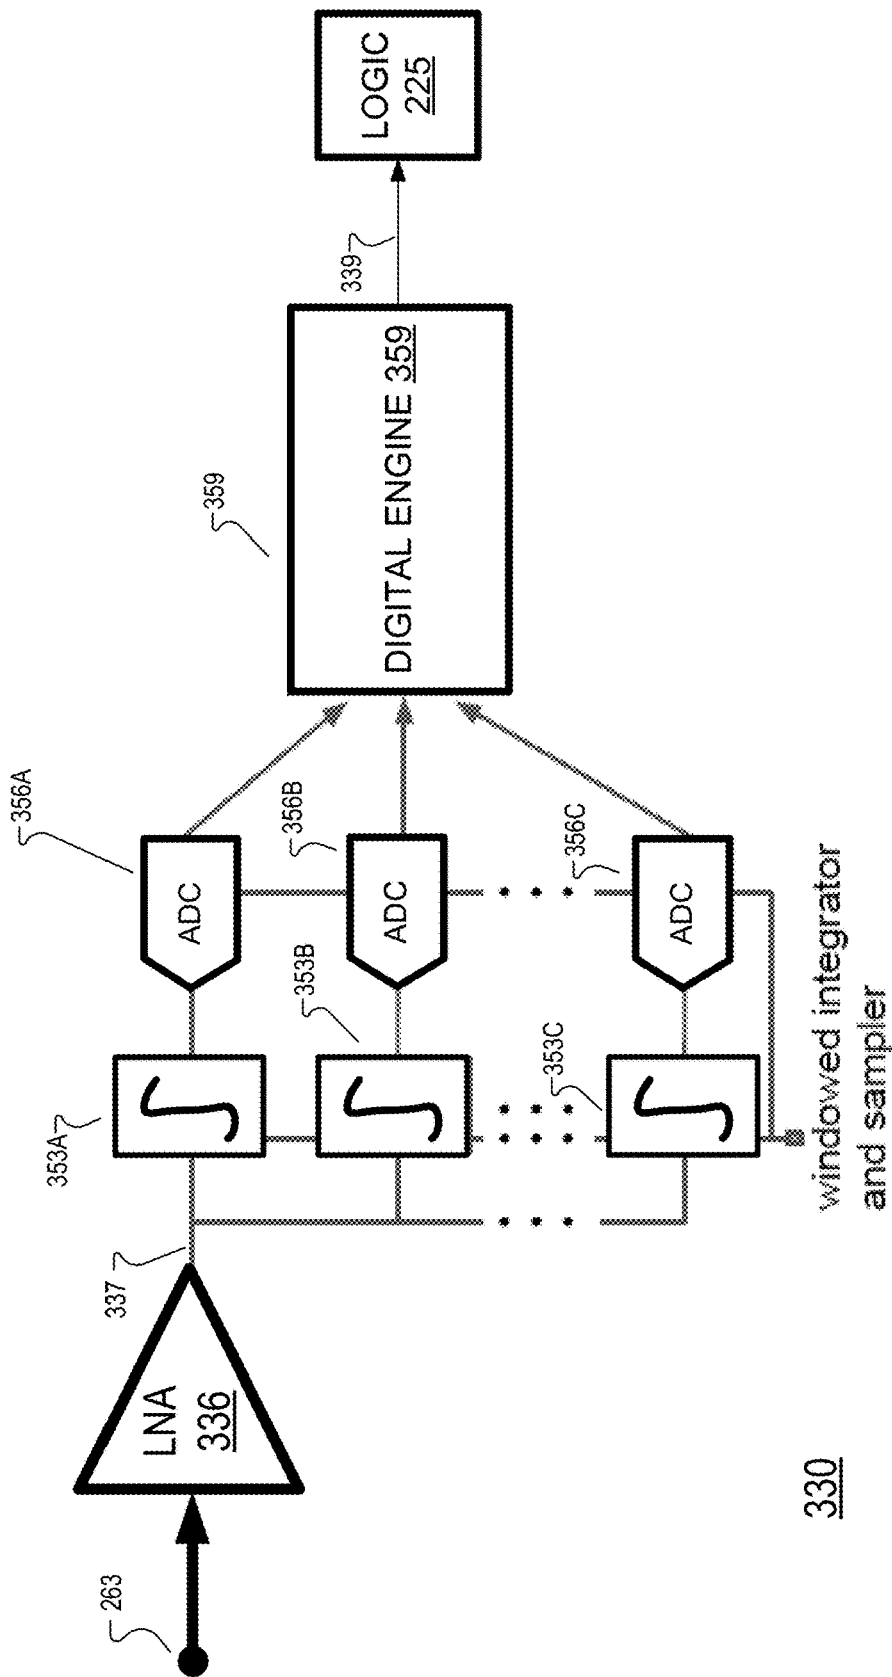 263
LNA
336
337
353A
353B
353C
356A
ADC
356B
ADC
356C
ADC
windowed integrator
and sampler
359
DIGITAL ENGINE 359
339
LOGIC
225
330